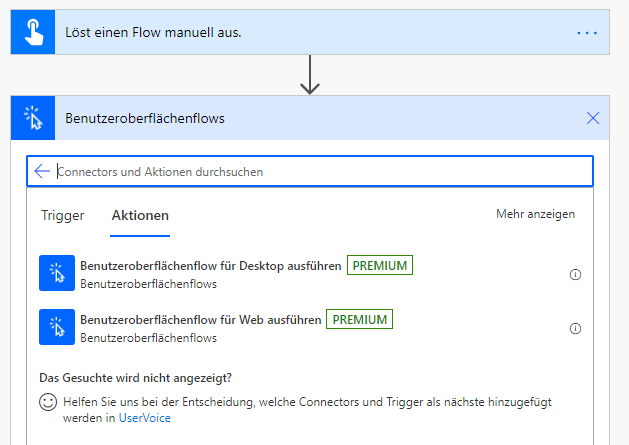 Löst einen Flow manuell aus.
Benutzeroberflächenflows
Connectors und Aktionen durchsuchen
Trigger Aktionen Mehr anzeigen
Benutzeroberflächenflow für Desktop ausführen PREMIUM
Benutzeroberflächenflows
Benutzeroberflächenflow für Web ausführen PREMIUM
Benutzeroberflächenflows
Das Gesuchte wird nicht angezeigt?
Helfen Sie uns bei der Entscheidung, welche Connectors und Trigger als nächste hinzugefügt
werden in UserVoice